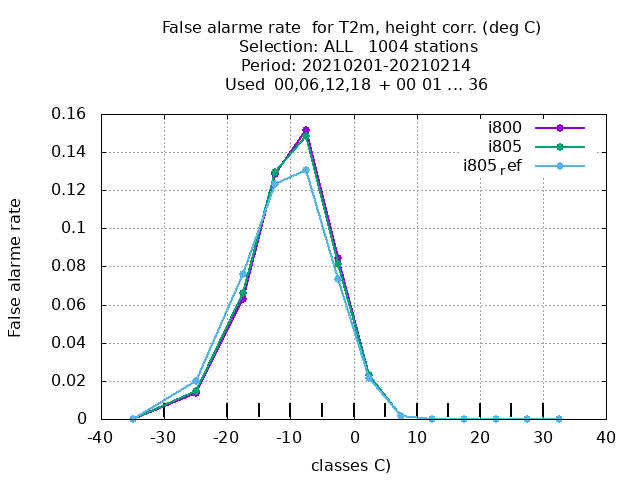 False alarme rate  for T2m, height corr. (deg C)
Selection: ALL   1004 stations
Period: 20210201-20210214
Used  00,06,12,18 + 00 01 ... 36
i800
i805
i805ref
False alarme rate
0.16
0.14
0.12
0.1
0.08
0.06
0.04
0.02
0
-40 -30 -20 -10 0 10 20 30 40
classes C)